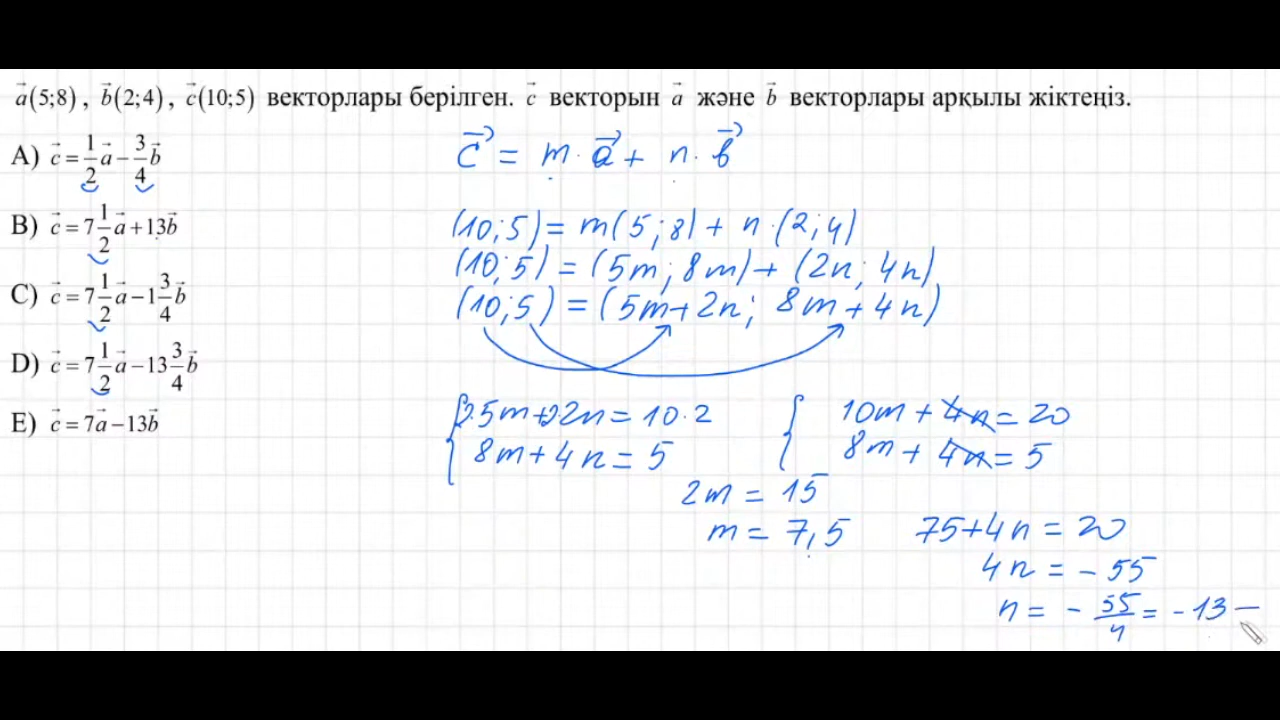 a⃗(5;8), b⃗(2;4), c⃗(10;5) векторлары берілген. c⃗ векторын a⃗ және b⃗ векторлары арқылы жіктеңіз.
A) c⃗ = 1/2 a⃗ − 3/4 b⃗
B) c⃗ = 7 1/2 a⃗ + 13b⃗
C) c⃗ = 7 1/2 a⃗ − 1 3/4 b⃗
D) c⃗ = 7 1/2 a⃗ − 13 3/4 b⃗
E) c⃗ = 7a⃗ − 13b⃗
c⃗ = m · a⃗ + n · b⃗
(10;5) = m(5;8) + n·(2;4)
(10;5) = (5m; 8m) + (2n; 4n)
(10;5) = (5m+2n; 8m+4n)
{2·5m+2·2n = 10·2
8m+4n = 5
{10m + 4n = 20
8m + 4n = 5
2m = 15
m = 7,5
75+4n = 20
4n = −55
n = − 55/4 = −13 −